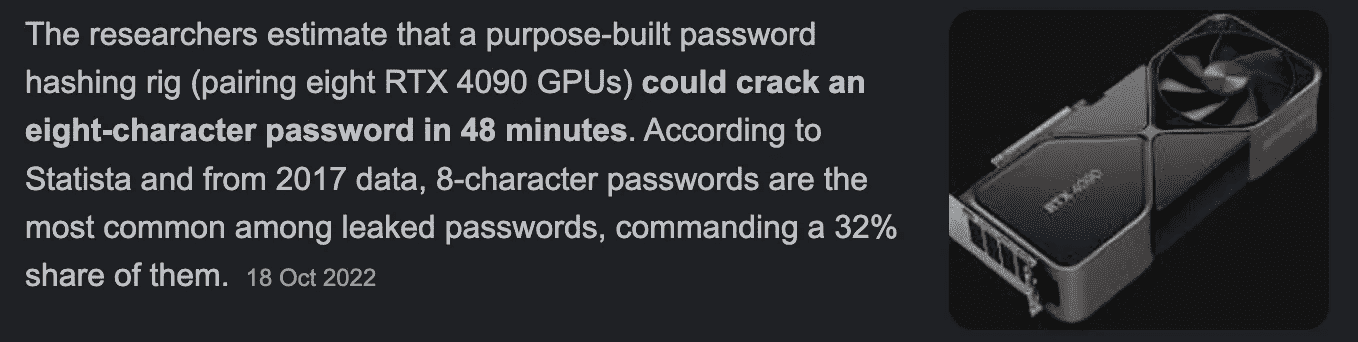 The researchers estimate that a purpose-built password
hashing rig (pairing eight RTX 4090 GPUs) could crack an
eight-character password in 48 minutes. According to
Statista and from 2017 data, 8-character passwords are the
most common among leaked passwords, commanding a 32%
share of them. 18 Oct 2022
RTX 4090